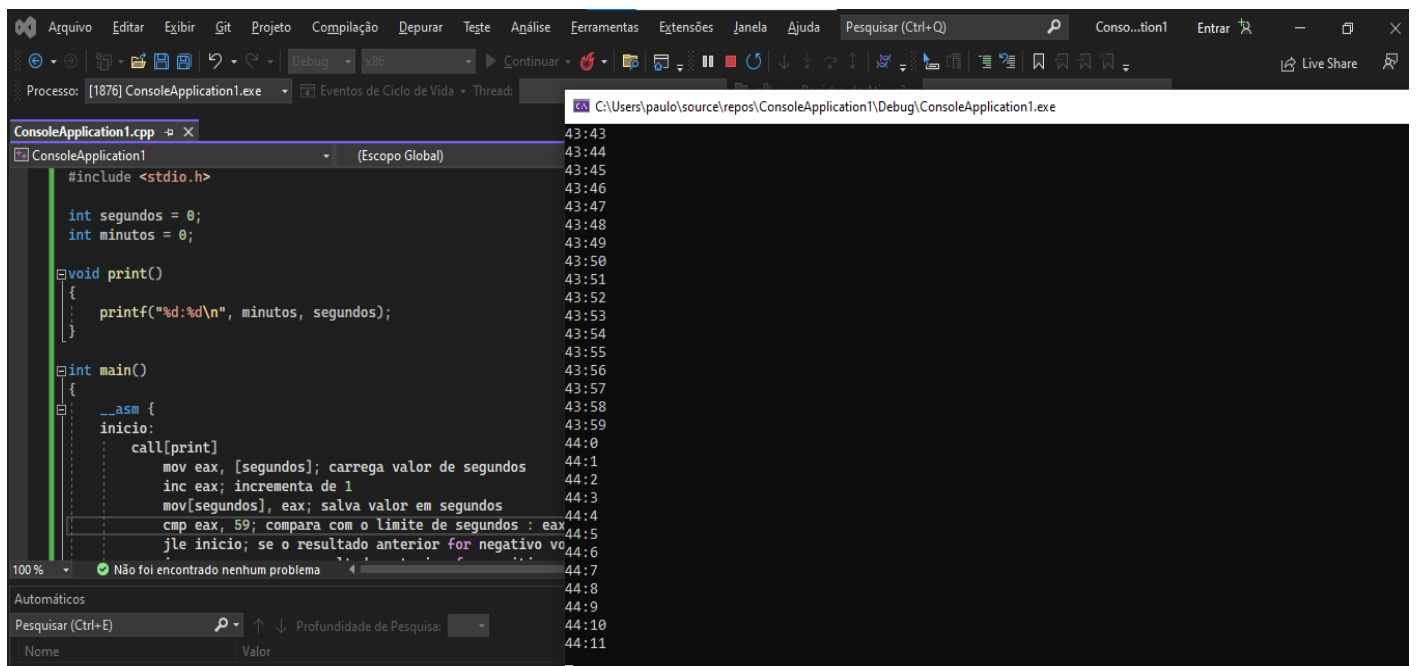 Arquivo Editar Exibir Git Projeto Compilação Depurar Teste Análise Ferramentas Extensões Janela Ajuda Pesquisar (Ctrl+Q) Conso...tion1 Entrar
Debug x86 Continuar Live Share
Processo: [1876] ConsoleApplication1.exe Eventos de Ciclo de Vida Thread:
C:\Users\paulo\source\repos\ConsoleApplication1\Debug\ConsoleApplication1.exe
ConsoleApplication1.cpp
ConsoleApplication1 (Escopo Global)
#include <stdio.h>
int segundos = 0;
int minutos = 0;
void print()
{
printf("%d:%d\n", minutos, segundos);
}
int main()
{
__asm {
inicio:
call[print]
mov eax, [segundos]; carrega valor de segundos
inc eax; incrementa de 1
mov[segundos], eax; salva valor em segundos
cmp eax, 59; compara com o limite de segundos : eax
jle inicio; se o resultado anterior for negativo vo
100 % Não foi encontrado nenhum problema
Automáticos
Pesquisar (Ctrl+E) Profundidade de Pesquisa:
Nome Valor
43:43
43:44
43:45
43:46
43:47
43:48
43:49
43:50
43:51
43:52
43:53
43:54
43:55
43:56
43:57
43:58
43:59
44:0
44:1
44:2
44:3
44:4
44:5
44:6
44:7
44:8
44:9
44:10
44:11